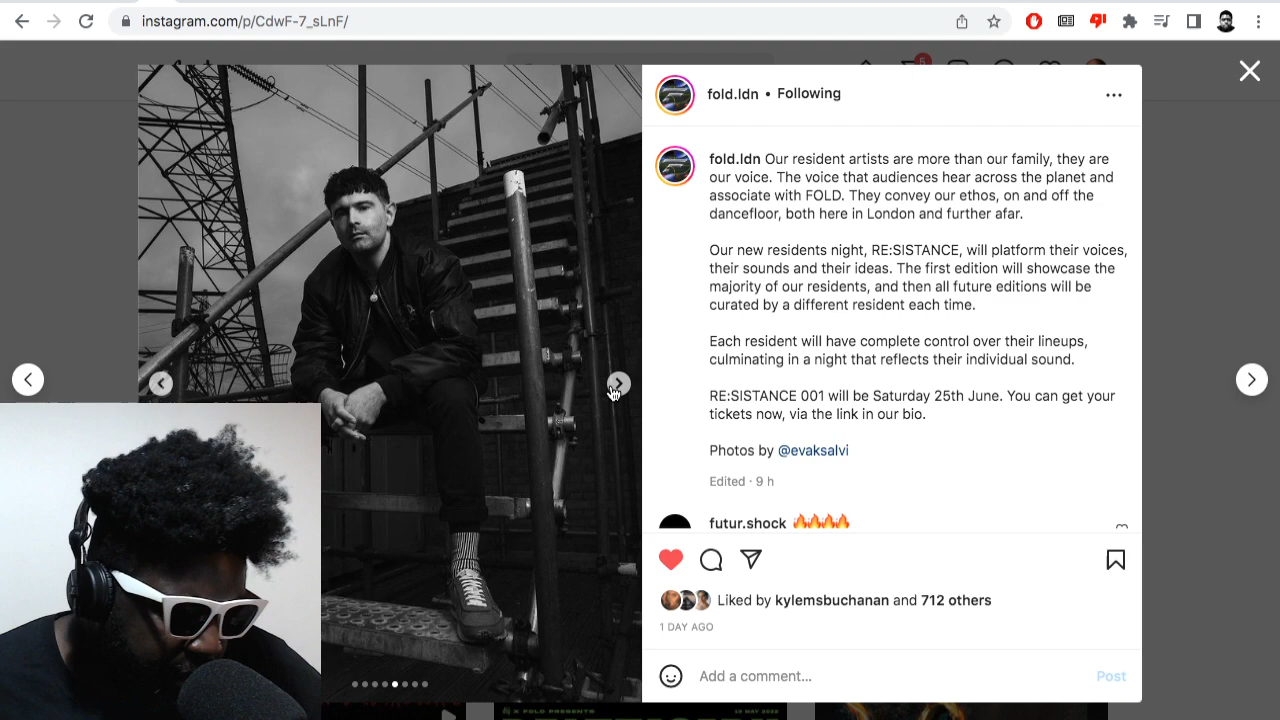 instagram.com/p/CdwF-7_sLnF/
fold.ldn • Following
fold.ldn Our resident artists are more than our family, they are
our voice. The voice that audiences hear across the planet and
associate with FOLD. They convey our ethos, on and off the
dancefloor, both here in London and further afar.
Our new residents night, RE:SISTANCE, will platform their voices,
their sounds and their ideas. The first edition will showcase the
majority of our residents, and then all future editions will be
curated by a different resident each time.
Each resident will have complete control over their lineups,
culminating in a night that reflects their individual sound.
RE:SISTANCE 001 will be Saturday 25th June. You can get your
tickets now, via the link in our bio.
Photos by @evaksalvi
Edited · 9 h
futur.shock 🔥🔥🔥🔥
Liked by kylemsbuchanan and 712 others
1 DAY AGO
Add a comment...
Post
X FOLD PRESENTS